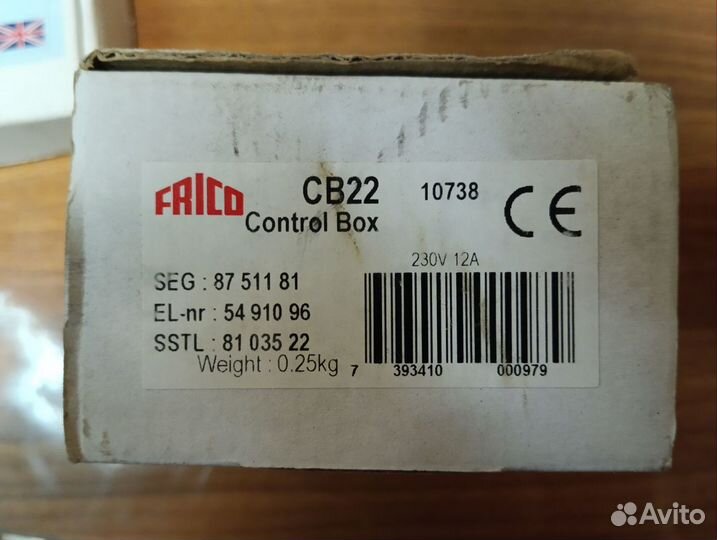 FRICO
CB22 10738
Control Box
CE
230V 12A
SEG : 87 511 81
EL-nr : 54 910 96
SSTL : 81 035 22
Weight : 0.25kg
7 393410 000979
Avito